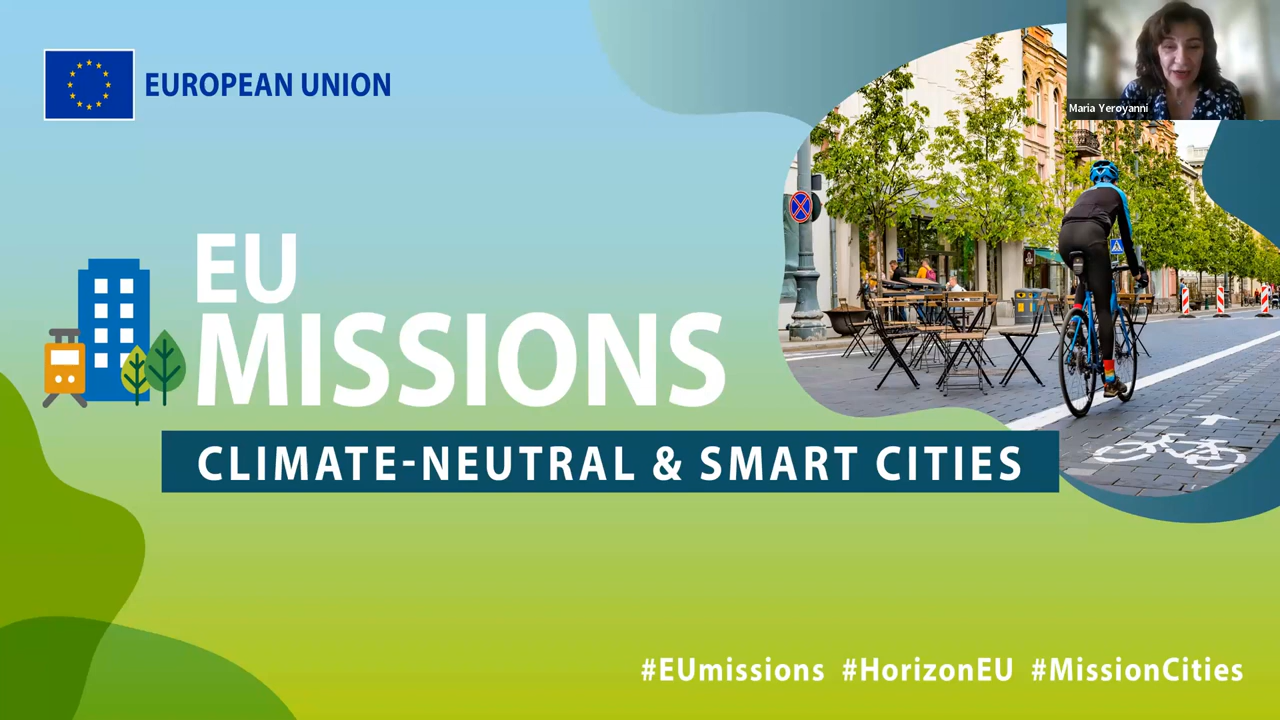 EUROPEAN UNION
Maria Yeroyanni
EU
MISSIONS
CLIMATE-NEUTRAL & SMART CITIES
#EUmissions #HorizonEU #MissionCities